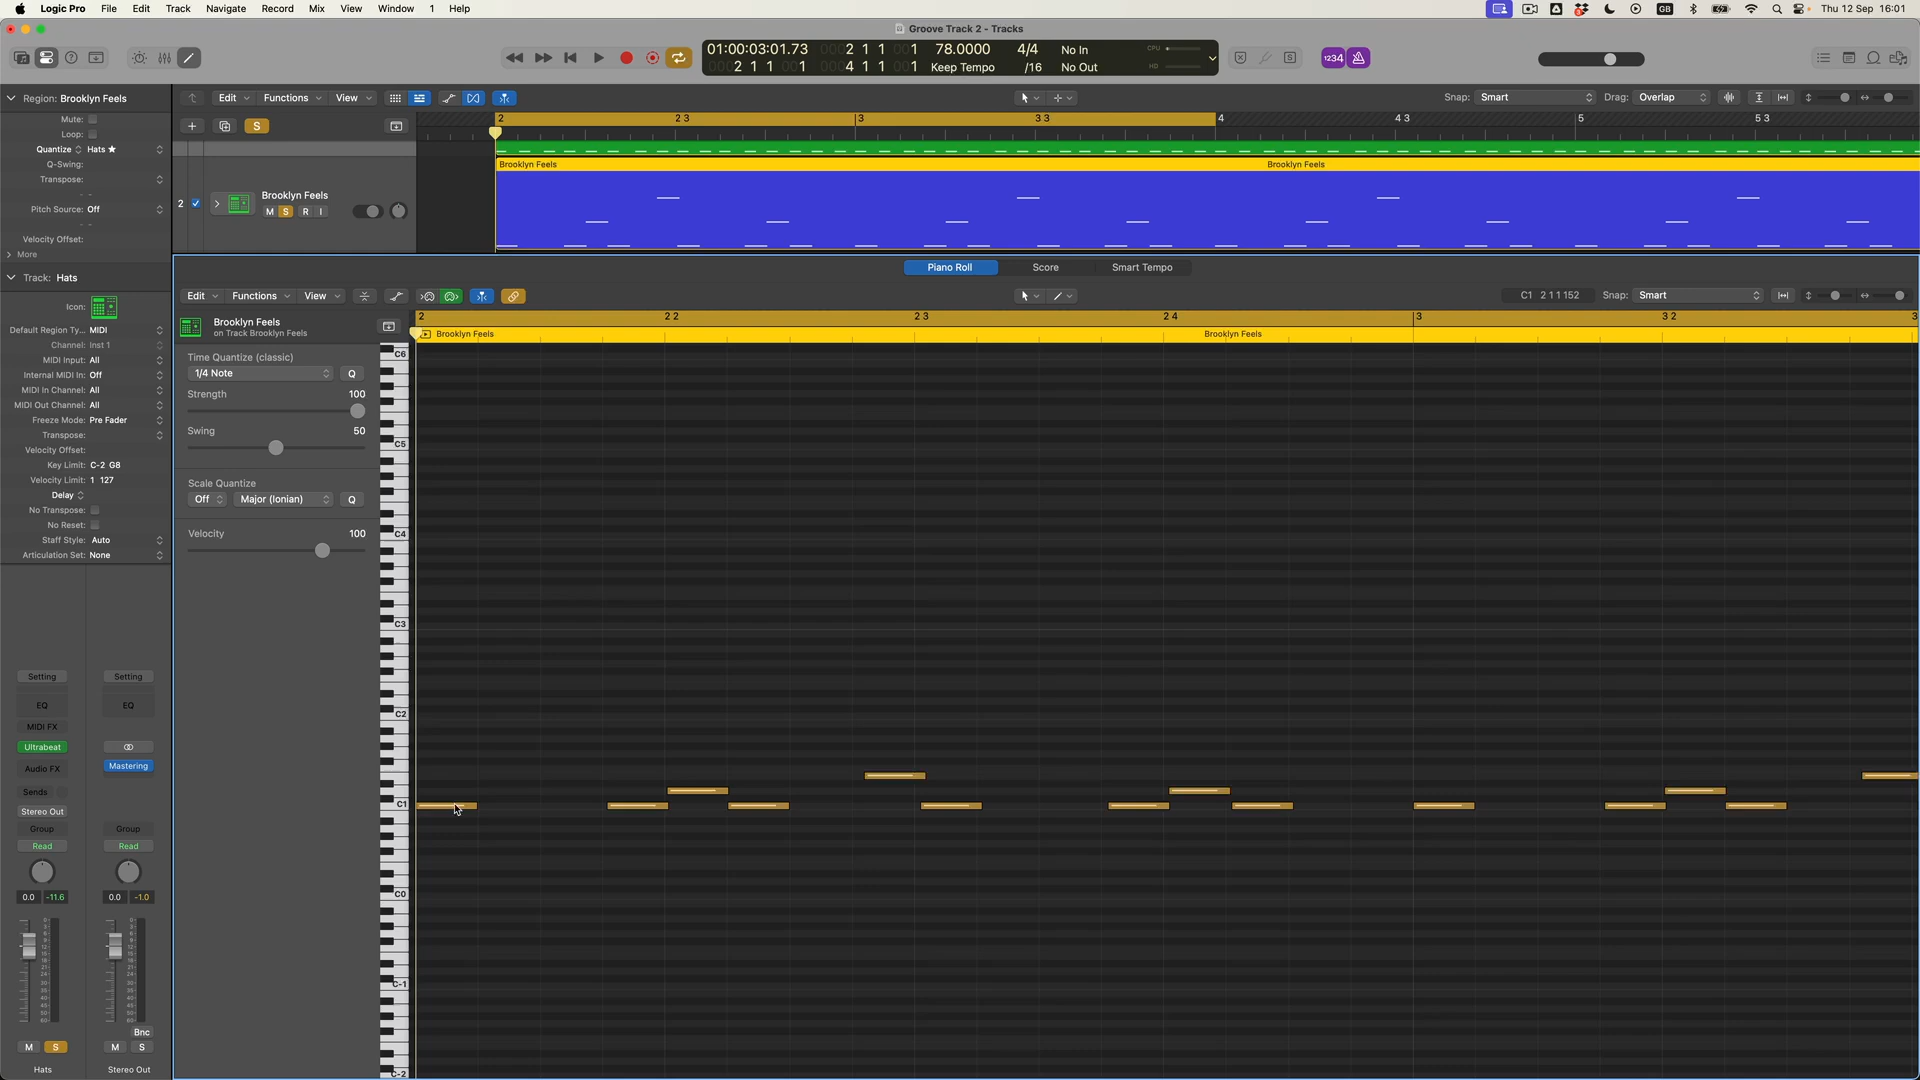 Logic Pro File Edit Track Navigate Record Mix View Window 1 Help GB Thu 12 Sep 16:01
Groove Track 2 - Tracks
01:00:03:01.73 0002 1 1 001 78.0000 4/4 No In CPU
0002 1 1 001 0004 1 1 001 Keep Tempo /16 No Out HD
1234
Region: Brooklyn Feels
Mute:
Loop:
Quantize Hats ★
Q-Swing:
Transpose:
Pitch Source: Off
Velocity Offset:
More
Track: Hats
Icon:
Default Region Ty... MIDI
Channel: Inst 1
MIDI Input: All
Internal MIDI In: Off
MIDI In Channel: All
MIDI Out Channel: All
Freeze Mode: Pre Fader
Transpose:
Velocity Offset:
Key Limit: C-2 G8
Velocity Limit: 1 127
Delay
No Transpose:
No Reset:
Staff Style: Auto
Articulation Set: None
Edit Functions View Snap: Smart Drag: Overlap
S
2 2 3 3 3 3 4 4 3 5 5 3
Brooklyn Feels Brooklyn Feels
2 Brooklyn Feels
M S R I
Piano Roll Score Smart Tempo
Edit Functions View C1 2 1 1 152 Snap: Smart
Brooklyn Feels
on Track Brooklyn Feels
2 2 2 2 3 2 4 3 3 2 3
Brooklyn Feels Brooklyn Feels
Time Quantize (classic)
1/4 Note Q
Strength 100
Swing 50
Scale Quantize
Off Major (Ionian) Q
Velocity 100
C6
C5
C4
C3
C2
C1
C0
C-1
C-2
Setting Setting
EQ EQ
MIDI FX
Ultrabeat
Audio FX Mastering
Sends
Stereo Out
Group Group
Read Read
0.0 -11.6 0.0 -1.0
Bnc
M S M S
Hats Stereo Out